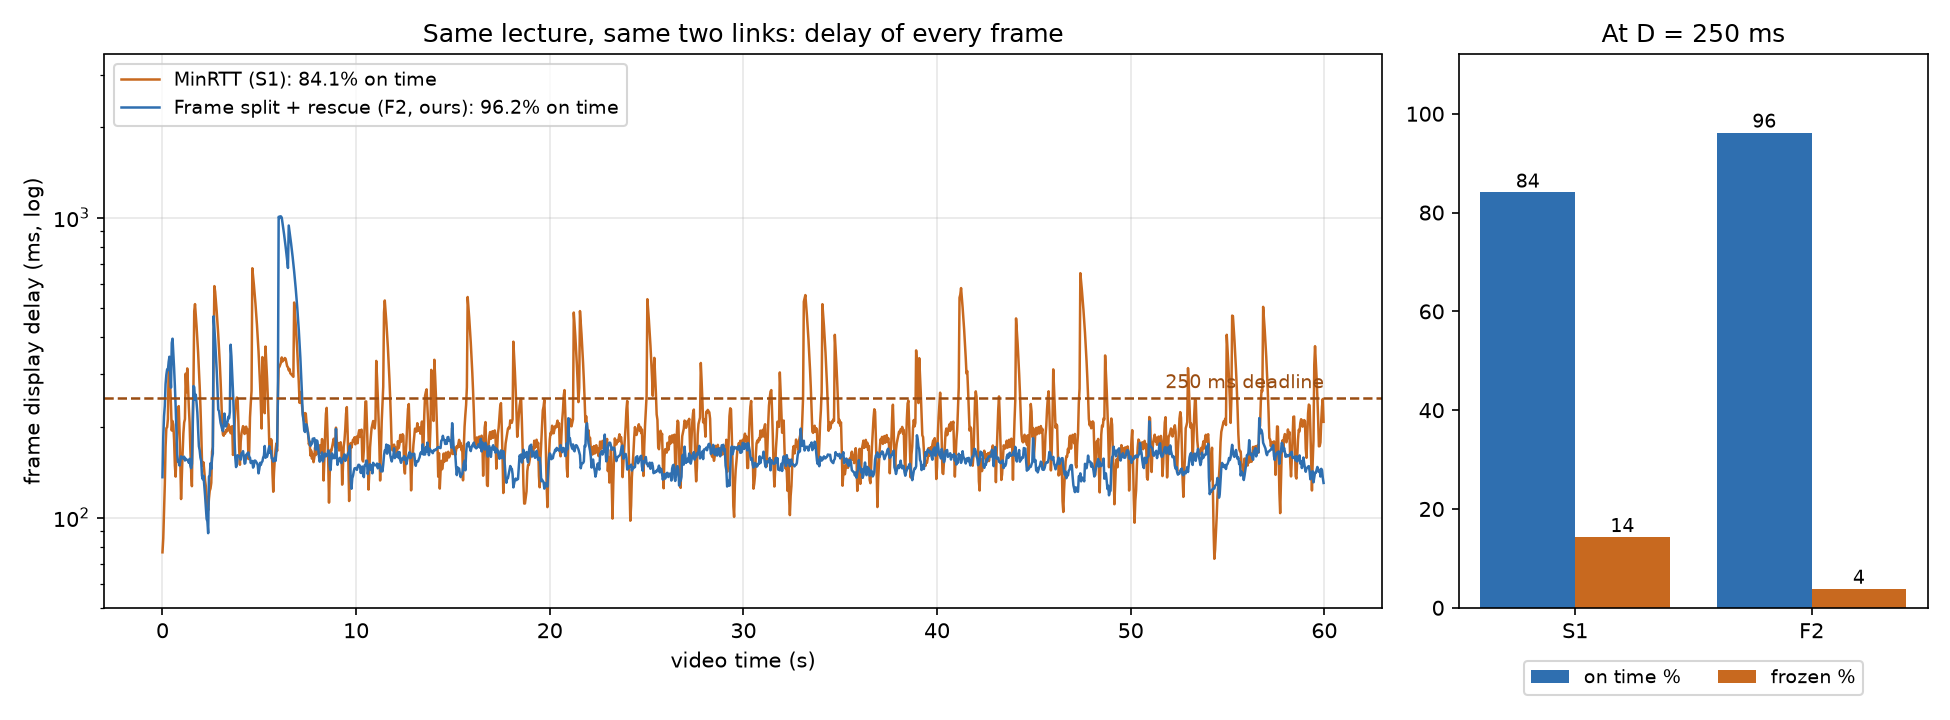 Same lecture, same two links: delay of every frame
MinRTT (S1): 84.1% on time
Frame split + rescue (F2, ours): 96.2% on time
frame display delay (ms, log)
10³
10²
250 ms deadline
0 10 20 30 40 50 60
video time (s)
At D = 250 ms
100
80
60
40
20
0
84
14
96
4
S1 F2
on time % frozen %